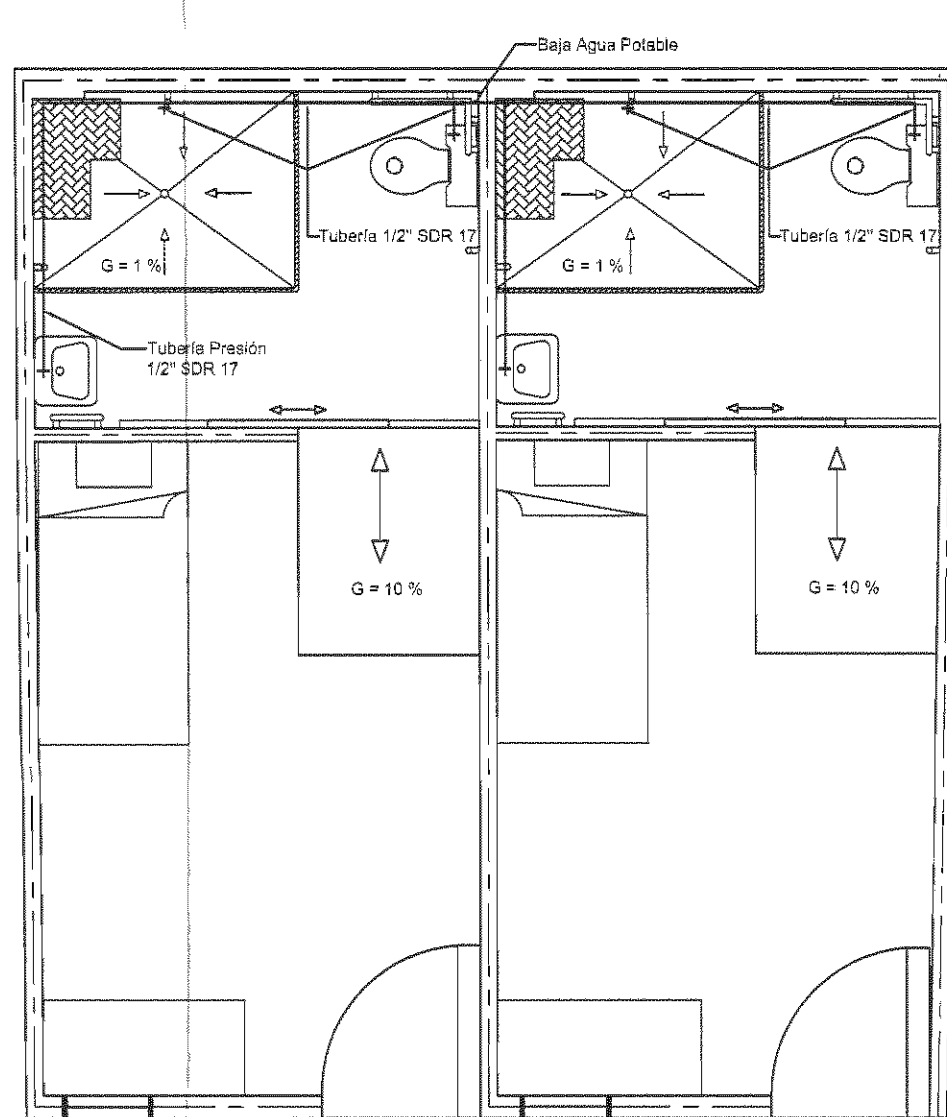 Baja Agua Potable
Tubería 1/2" SDR 17
Tubería 1/2" SDR 17
G = 1 %
G = 1 %
Tubería Presión
1/2" SDR 17
G = 10 %
G = 10 %